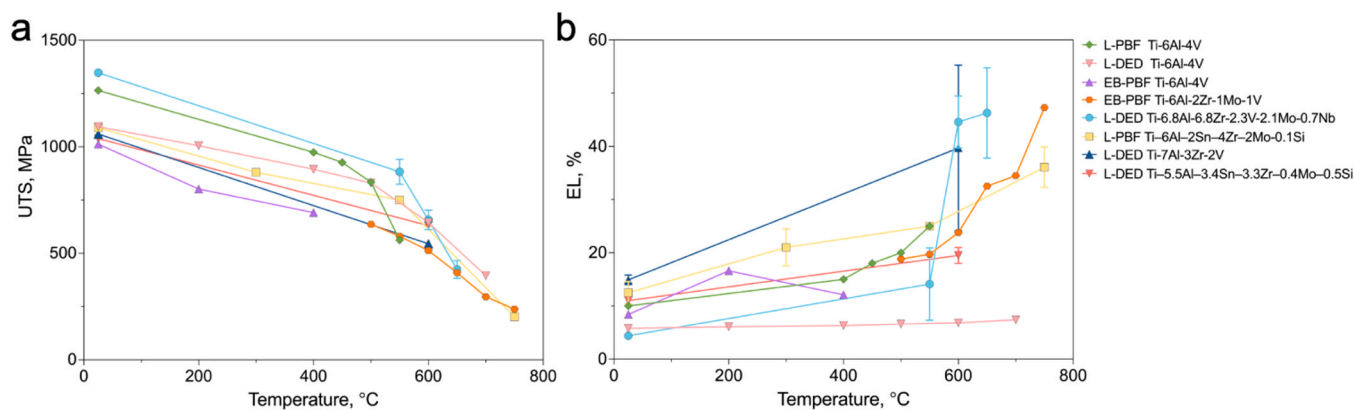 a
1500
1000
500
0
UTS, MPa
0
200
400
600
800
Temperature, °C
b
60
40
20
0
EL, %
0
200
400
600
800
Temperature, °C
L-PBF Ti-6Al-4V
L-DED Ti-6Al-4V
EB-PBF Ti-6Al-4V
EB-PBF Ti-6Al-2Zr-1Mo-1V
L-DED Ti-6.8Al-6.8Zr-2.3V-2.1Mo-0.7Nb
L-PBF Ti–6Al–2Sn–4Zr–2Mo-0.1Si
L-DED Ti-7Al-3Zr-2V
L-DED Ti–5.5Al–3.4Sn–3.3Zr–0.4Mo–0.5Si